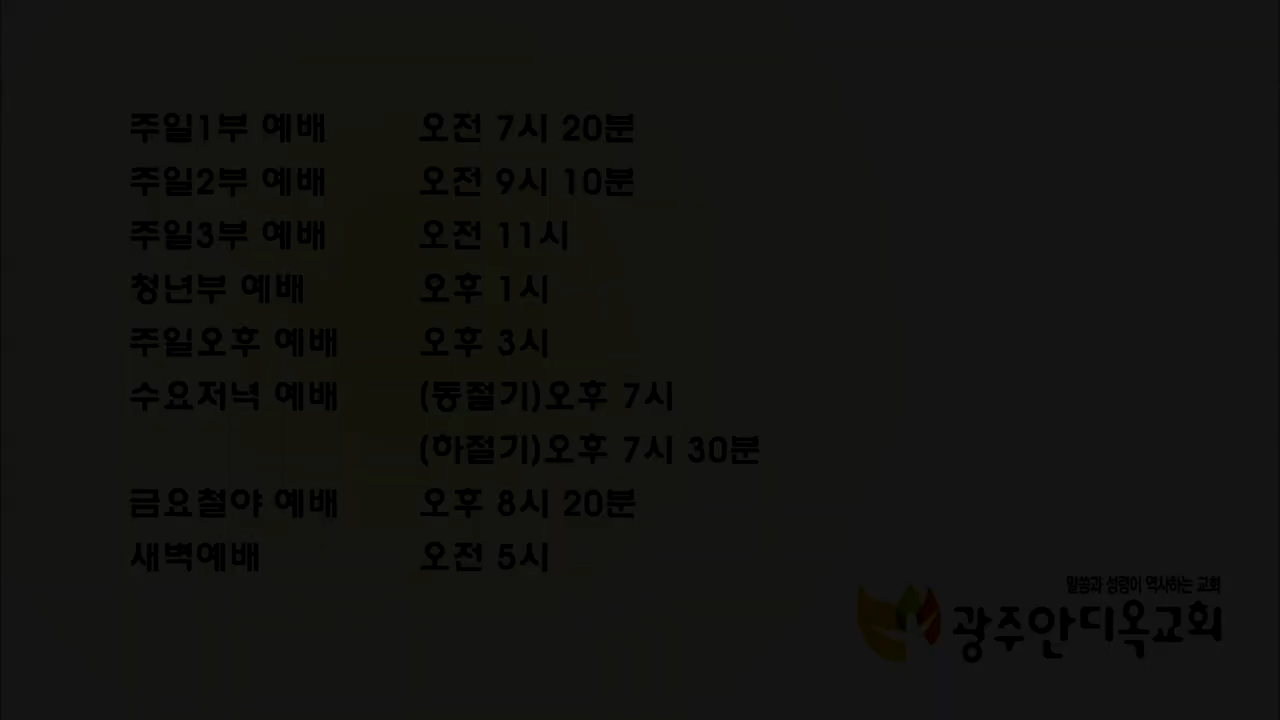 주일1부 예배 오전 7시 20분
주일2부 예배 오전 9시 10분
주일3부 예배 오전 11시
청년부 예배 오후 1시
주일오후 예배 오후 3시
수요저녁 예배 (동절기)오후 7시
(하절기)오후 7시 30분
금요철야 예배 오후 8시 20분
새벽예배 오전 5시
말씀과 성령이 역사하는 교회
광주안디옥교회